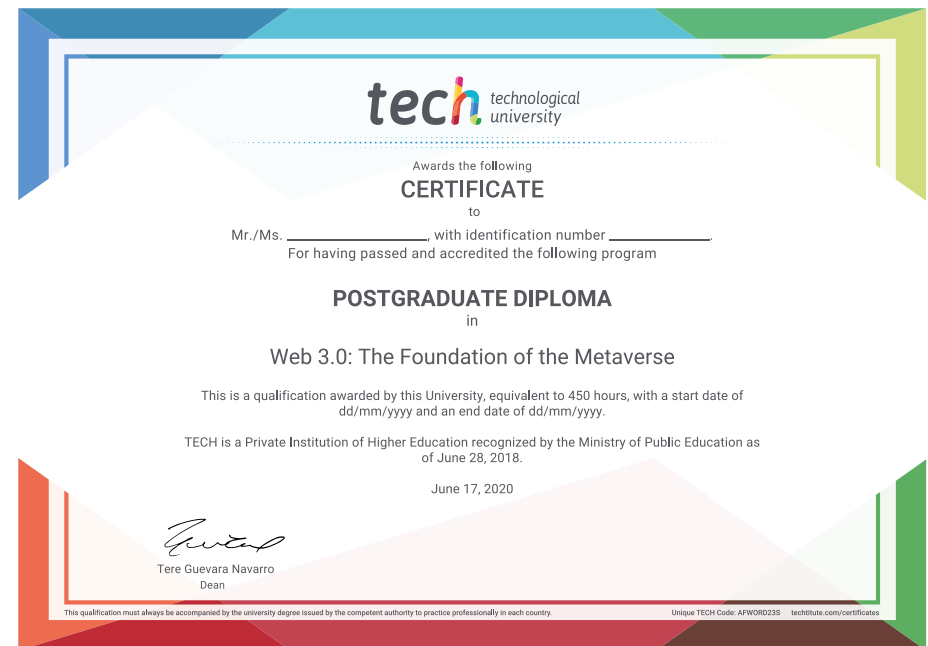 tech technological
university
Awards the following
CERTIFICATE
to
Mr./Ms. ____________, with identification number ____________.
For having passed and accredited the following program
POSTGRADUATE DIPLOMA
in
Web 3.0: The Foundation of the Metaverse
This is a qualification awarded by this University, equivalent to 450 hours, with a start date of
dd/mm/yyyy and an end date of dd/mm/yyyy.
TECH is a Private Institution of Higher Education recognized by the Ministry of Public Education as
of June 28, 2018.
June 17, 2020
Tere Guevara Navarro
Dean
This qualification must always be accompanied by the university degree issued by the competent authority to practice professionally in each country. Unique TECH Code: AFWORD23S techtitute.com/certificates